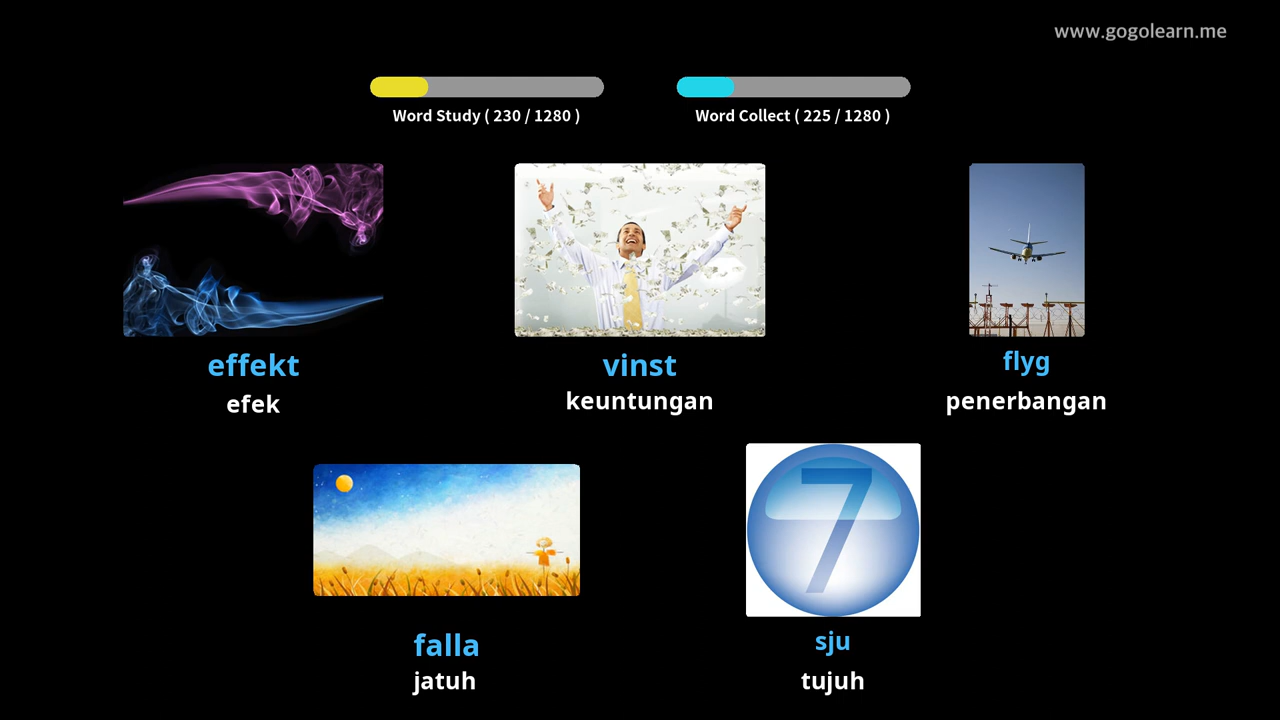 www.gogolearn.me
Word Study ( 230 / 1280 )
Word Collect ( 225 / 1280 )
effekt
efek
vinst
keuntungan
flyg
penerbangan
falla
jatuh
7
sju
tujuh